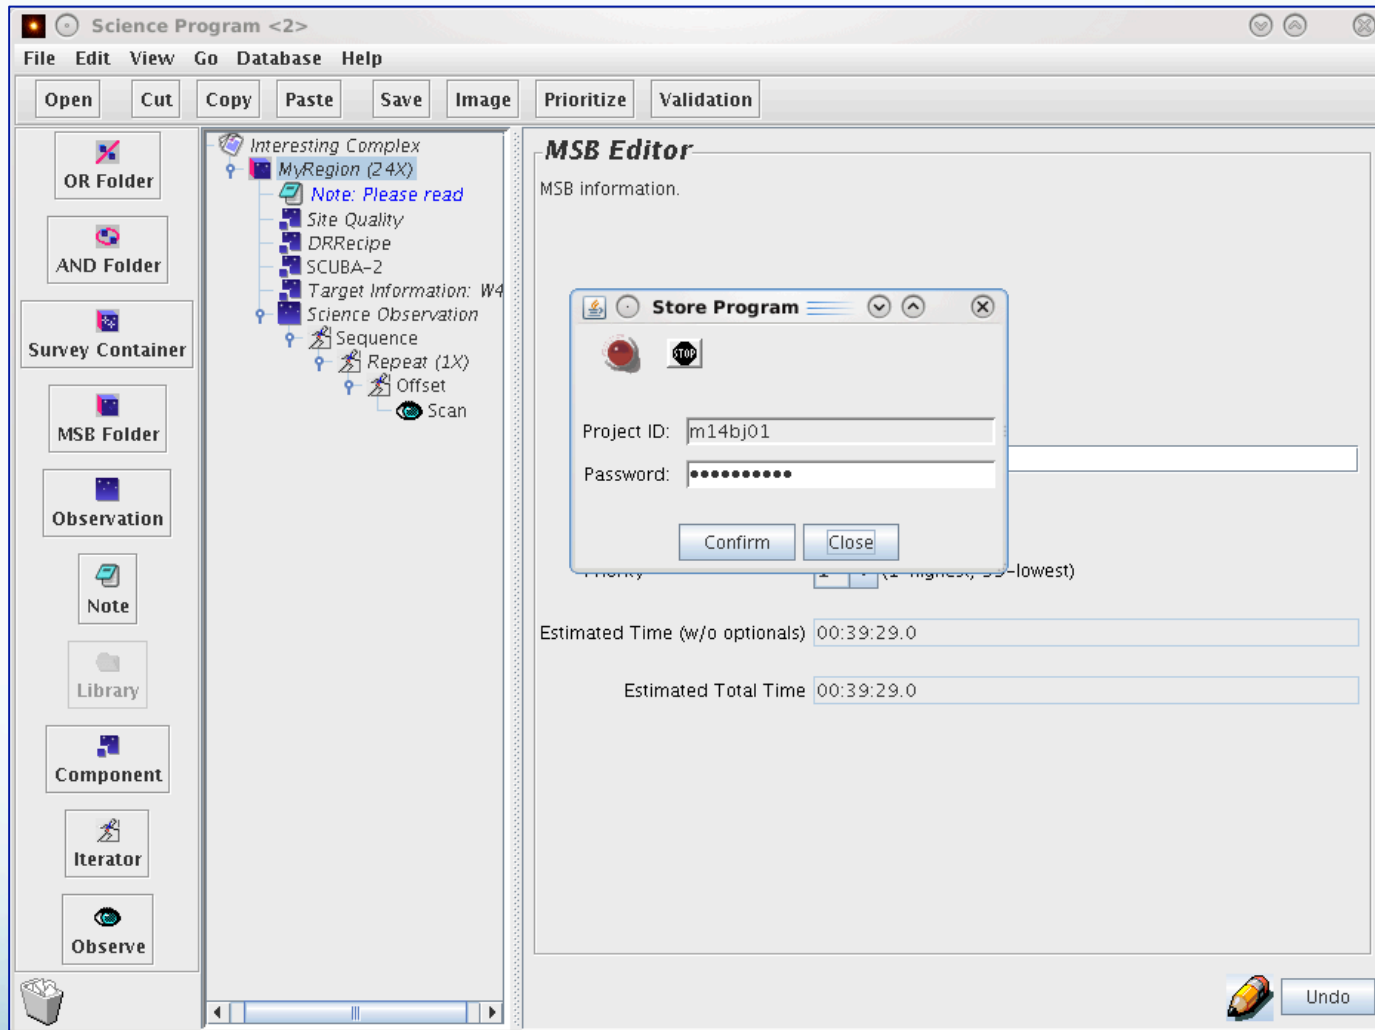 Science Program <2>
File Edit View Go Database Help
Open Cut Copy Paste Save Image Prioritize Validation
OR Folder
AND Folder
Survey Container
MSB Folder
Observation
Note
Library
Component
Iterator
Observe
Interesting Complex
MyRegion (24X)
Note: Please read
Site Quality
DRRecipe
SCUBA-2
Target Information: W4
Science Observation
Sequence
Repeat (1X)
Offset
Scan
MSB Editor
MSB information.
Store Program
STOP
Project ID: m14bj01
Password: ••••••••••
Confirm Close
-lowest)
Estimated Time (w/o optionals) 00:39:29.0
Estimated Total Time 00:39:29.0
Undo